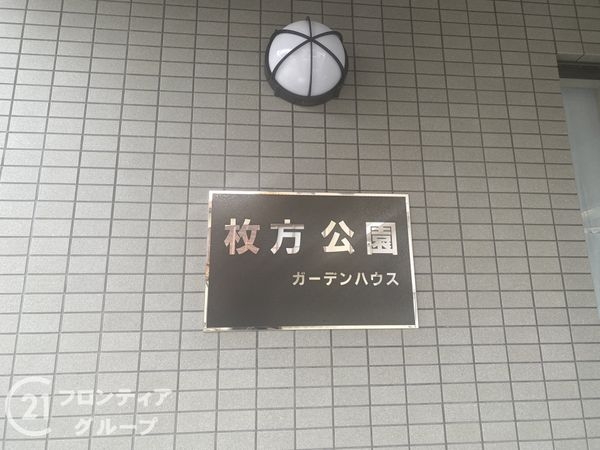 枚方公園
ガーデンハウス
21 フロンティア
グループ